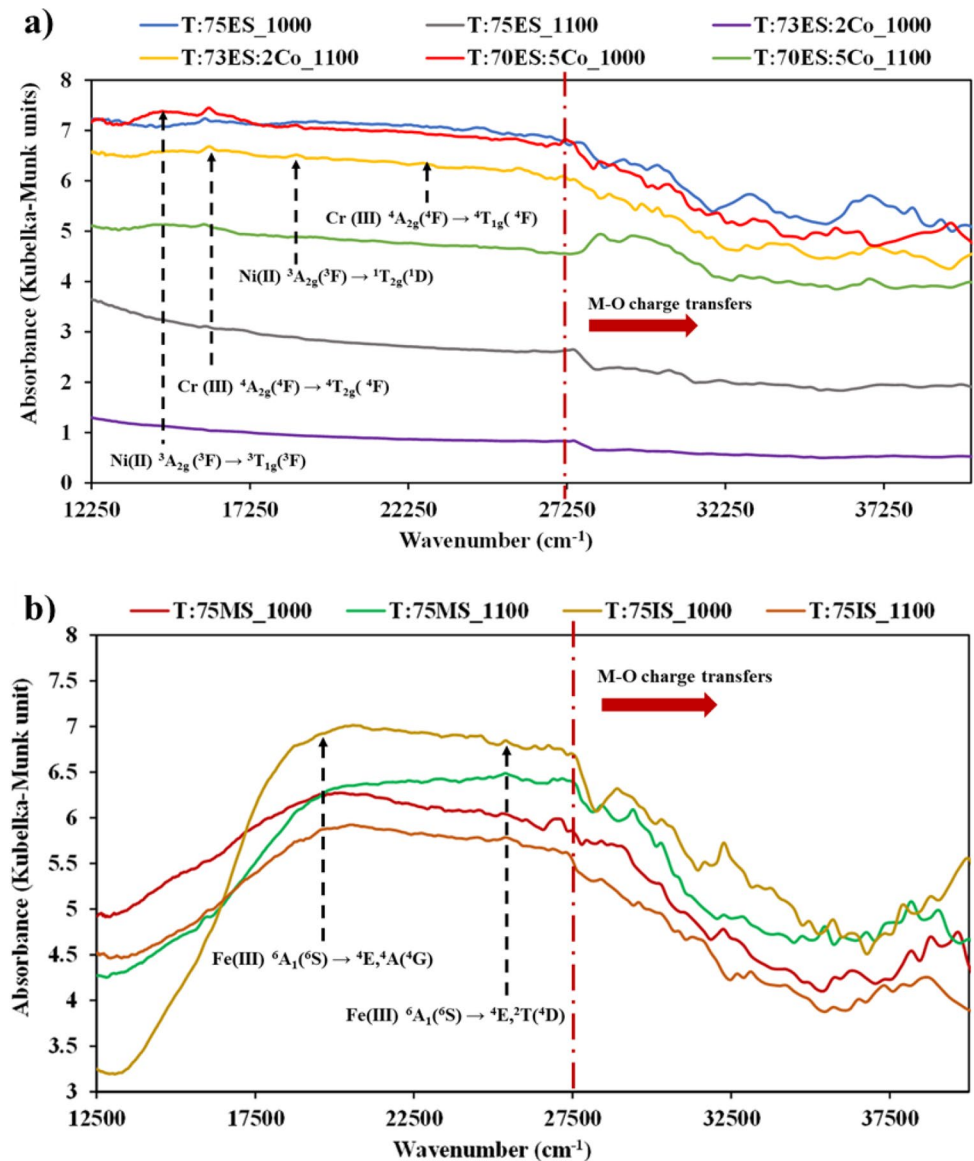 a)
T:75ES_1000 T:75ES_1100 T:73ES:2Co_1000
T:73ES:2Co_1100 T:70ES:5Co_1000 T:70ES:5Co_1100
Absorbance (Kubelka-Munk units)
8
7
6
5
4
3
2
1
0
Cr (III) ⁴A₂g(⁴F) → ⁴T₁g( ⁴F)
Ni(II) ³A₂g(³F) → ¹T₂g(¹D)
M-O charge transfers
Cr (III) ⁴A₂g(⁴F) → ⁴T₂g( ⁴F)
Ni(II) ³A₂g (³F) → ³T₁g(³F)
12250 17250 22250 27250 32250 37250
Wavenumber (cm⁻¹)
b)
T:75MS_1000 T:75MS_1100 T:75IS_1000 T:75IS_1100
Absorbance (Kubelka-Munk unit)
8
7.5
7
6.5
6
5.5
5
4.5
4
3.5
3
M-O charge transfers
Fe(III) ⁶A₁(⁶S) → ⁴E,⁴A(⁴G)
Fe(III) ⁶A₁(⁶S) → ⁴E,²T(⁴D)
12500 17500 22500 27500 32500 37500
Wavenumber (cm⁻¹)